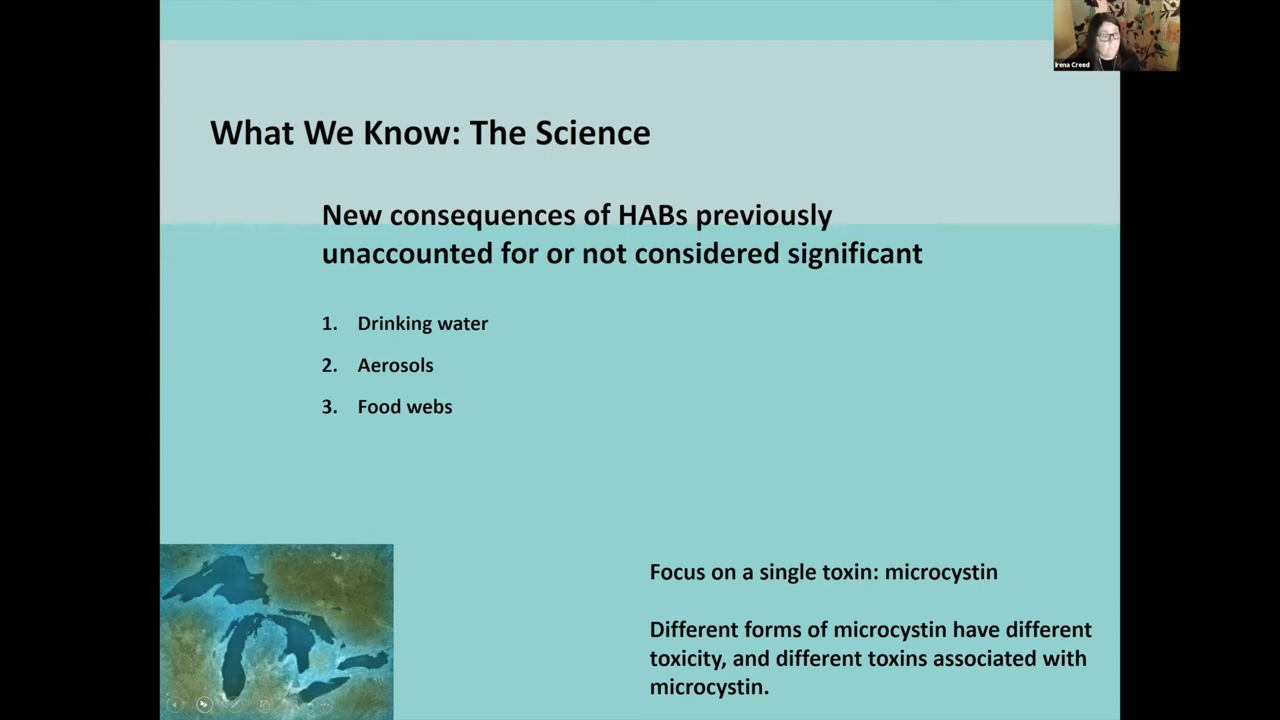 Irena Creed
What We Know: The Science
New consequences of HABs previously
unaccounted for or not considered significant
1. Drinking water
2. Aerosols
3. Food webs
Focus on a single toxin: microcystin
Different forms of microcystin have different
toxicity, and different toxins associated with
microcystin.